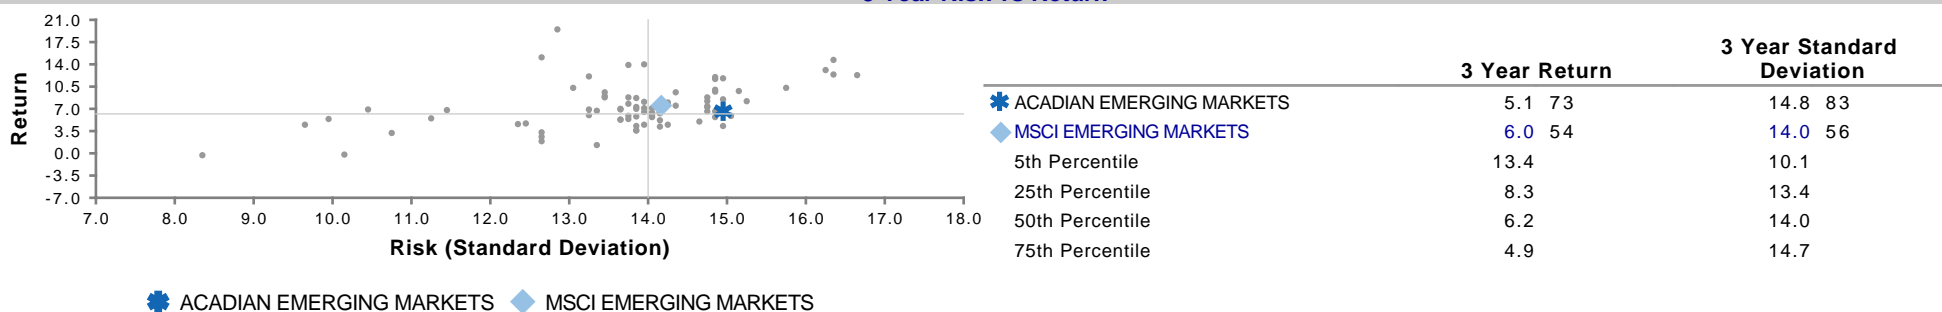 21.0
17.5
14.0
10.5
7.0
3.5
0.0
-3.5
-7.0
Return
7.0 8.0 9.0 10.0 11.0 12.0 13.0 14.0 15.0 16.0 17.0 18.0
Risk (Standard Deviation)
ACADIAN EMERGING MARKETS MSCI EMERGING MARKETS
3 Year Return 3 Year Standard
Deviation
ACADIAN EMERGING MARKETS 5.1 73 14.8 83
MSCI EMERGING MARKETS 6.0 54 14.0 56
5th Percentile 13.4 10.1
25th Percentile 8.3 13.4
50th Percentile 6.2 14.0
75th Percentile 4.9 14.7